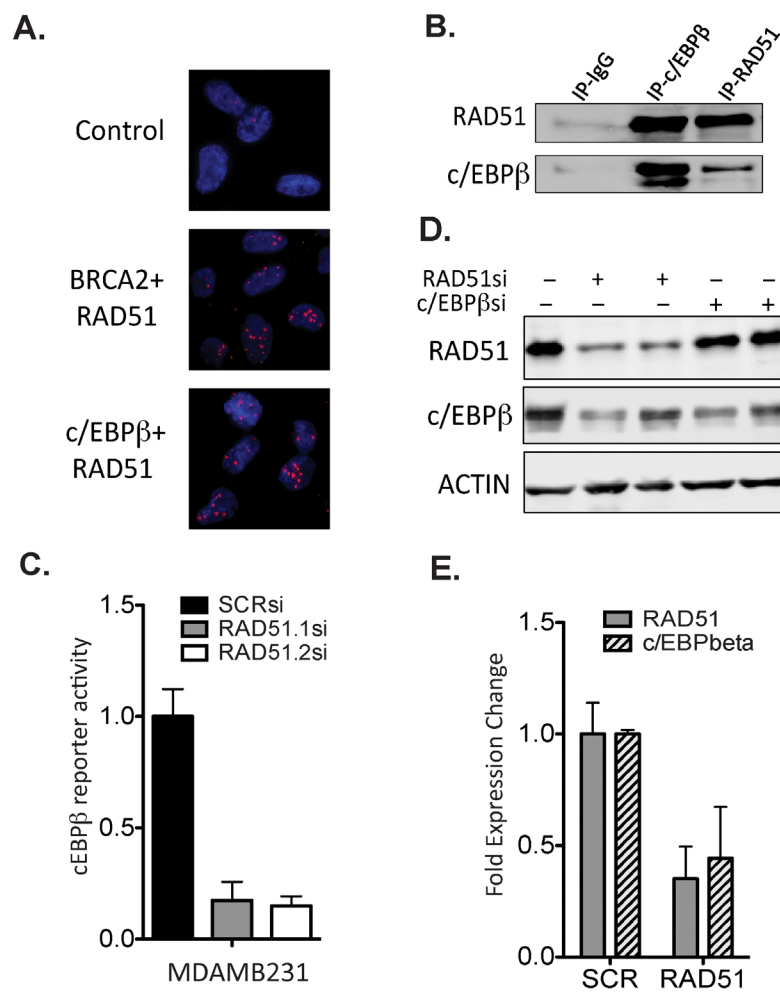 A.
Control
BRCA2+
RAD51
c/EBPβ+
RAD51
B.
IP-IgG
IP-c/EBPβ
IP-RAD51
RAD51
c/EBPβ
D.
RAD51si – + + – –
c/EBPβsi – – – + +
RAD51
c/EBPβ
ACTIN
C.
1.5
1.0
0.5
0.0
cEBPβ reporter activity
SCRsi
RAD51.1si
RAD51.2si
MDAMB231
E.
1.5
1.0
0.5
0.0
Fold Expression Change
RAD51
c/EBPbeta
SCR RAD51